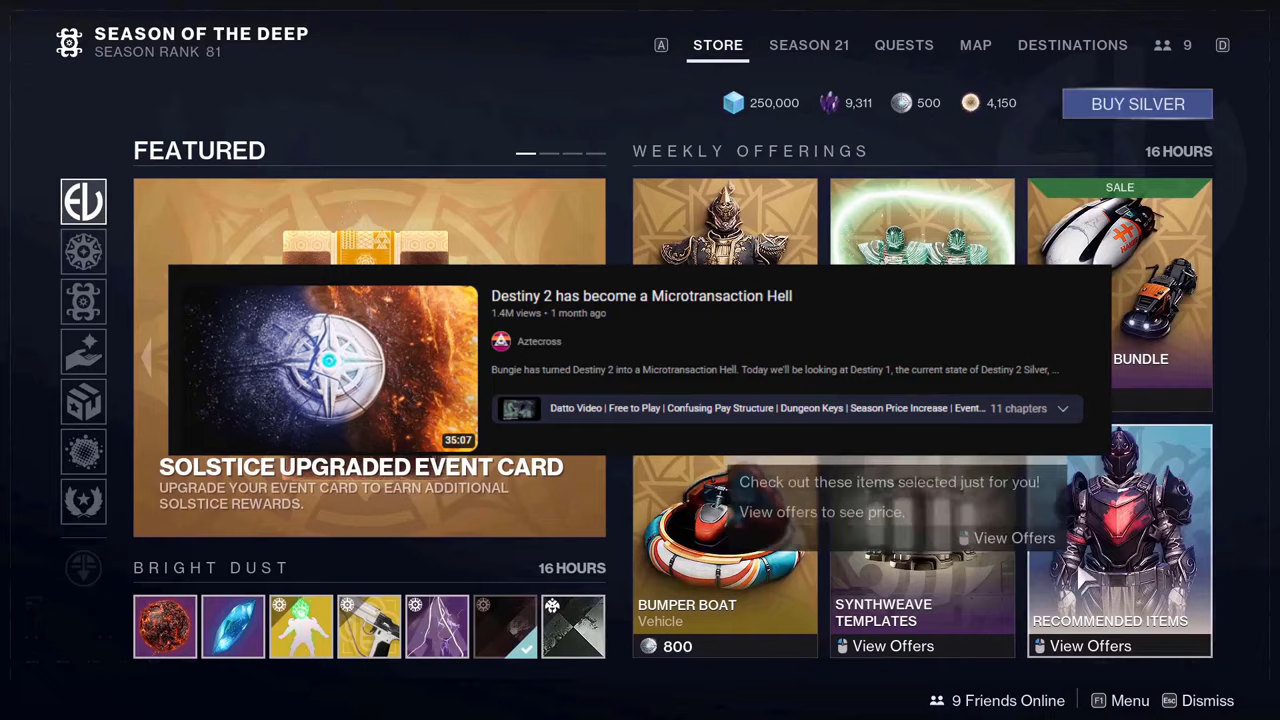 SEASON OF THE DEEP
SEASON RANK 81
A
STORE
SEASON 21
QUESTS
MAP
DESTINATIONS
9
D
250,000
9,311
500
4,150
BUY SILVER
FEATURED
WEEKLY OFFERINGS
16 HOURS
SALE
Destiny 2 has become a Microtransaction Hell
1.4M views • 1 month ago
Aztecross
Bungie has turned Destiny 2 into a Microtransaction Hell. Today we'll be looking at Destiny 1, the current state of Destiny 2 Silver, ...
Datto Video | Free to Play | Confusing Pay Structure | Dungeon Keys | Season Price Increase | Event... 11 chapters
35:07
BUNDLE
SOLSTICE UPGRADED EVENT CARD
UPGRADE YOUR EVENT CARD TO EARN ADDITIONAL
SOLSTICE REWARDS.
Check out these items selected just for you!
View offers to see price.
View Offers
BUMPER BOAT
Vehicle
800
SYNTHWEAVE
TEMPLATES
View Offers
RECOMMENDED ITEMS
View Offers
BRIGHT DUST
16 HOURS
9 Friends Online
F1 Menu
Esc Dismiss